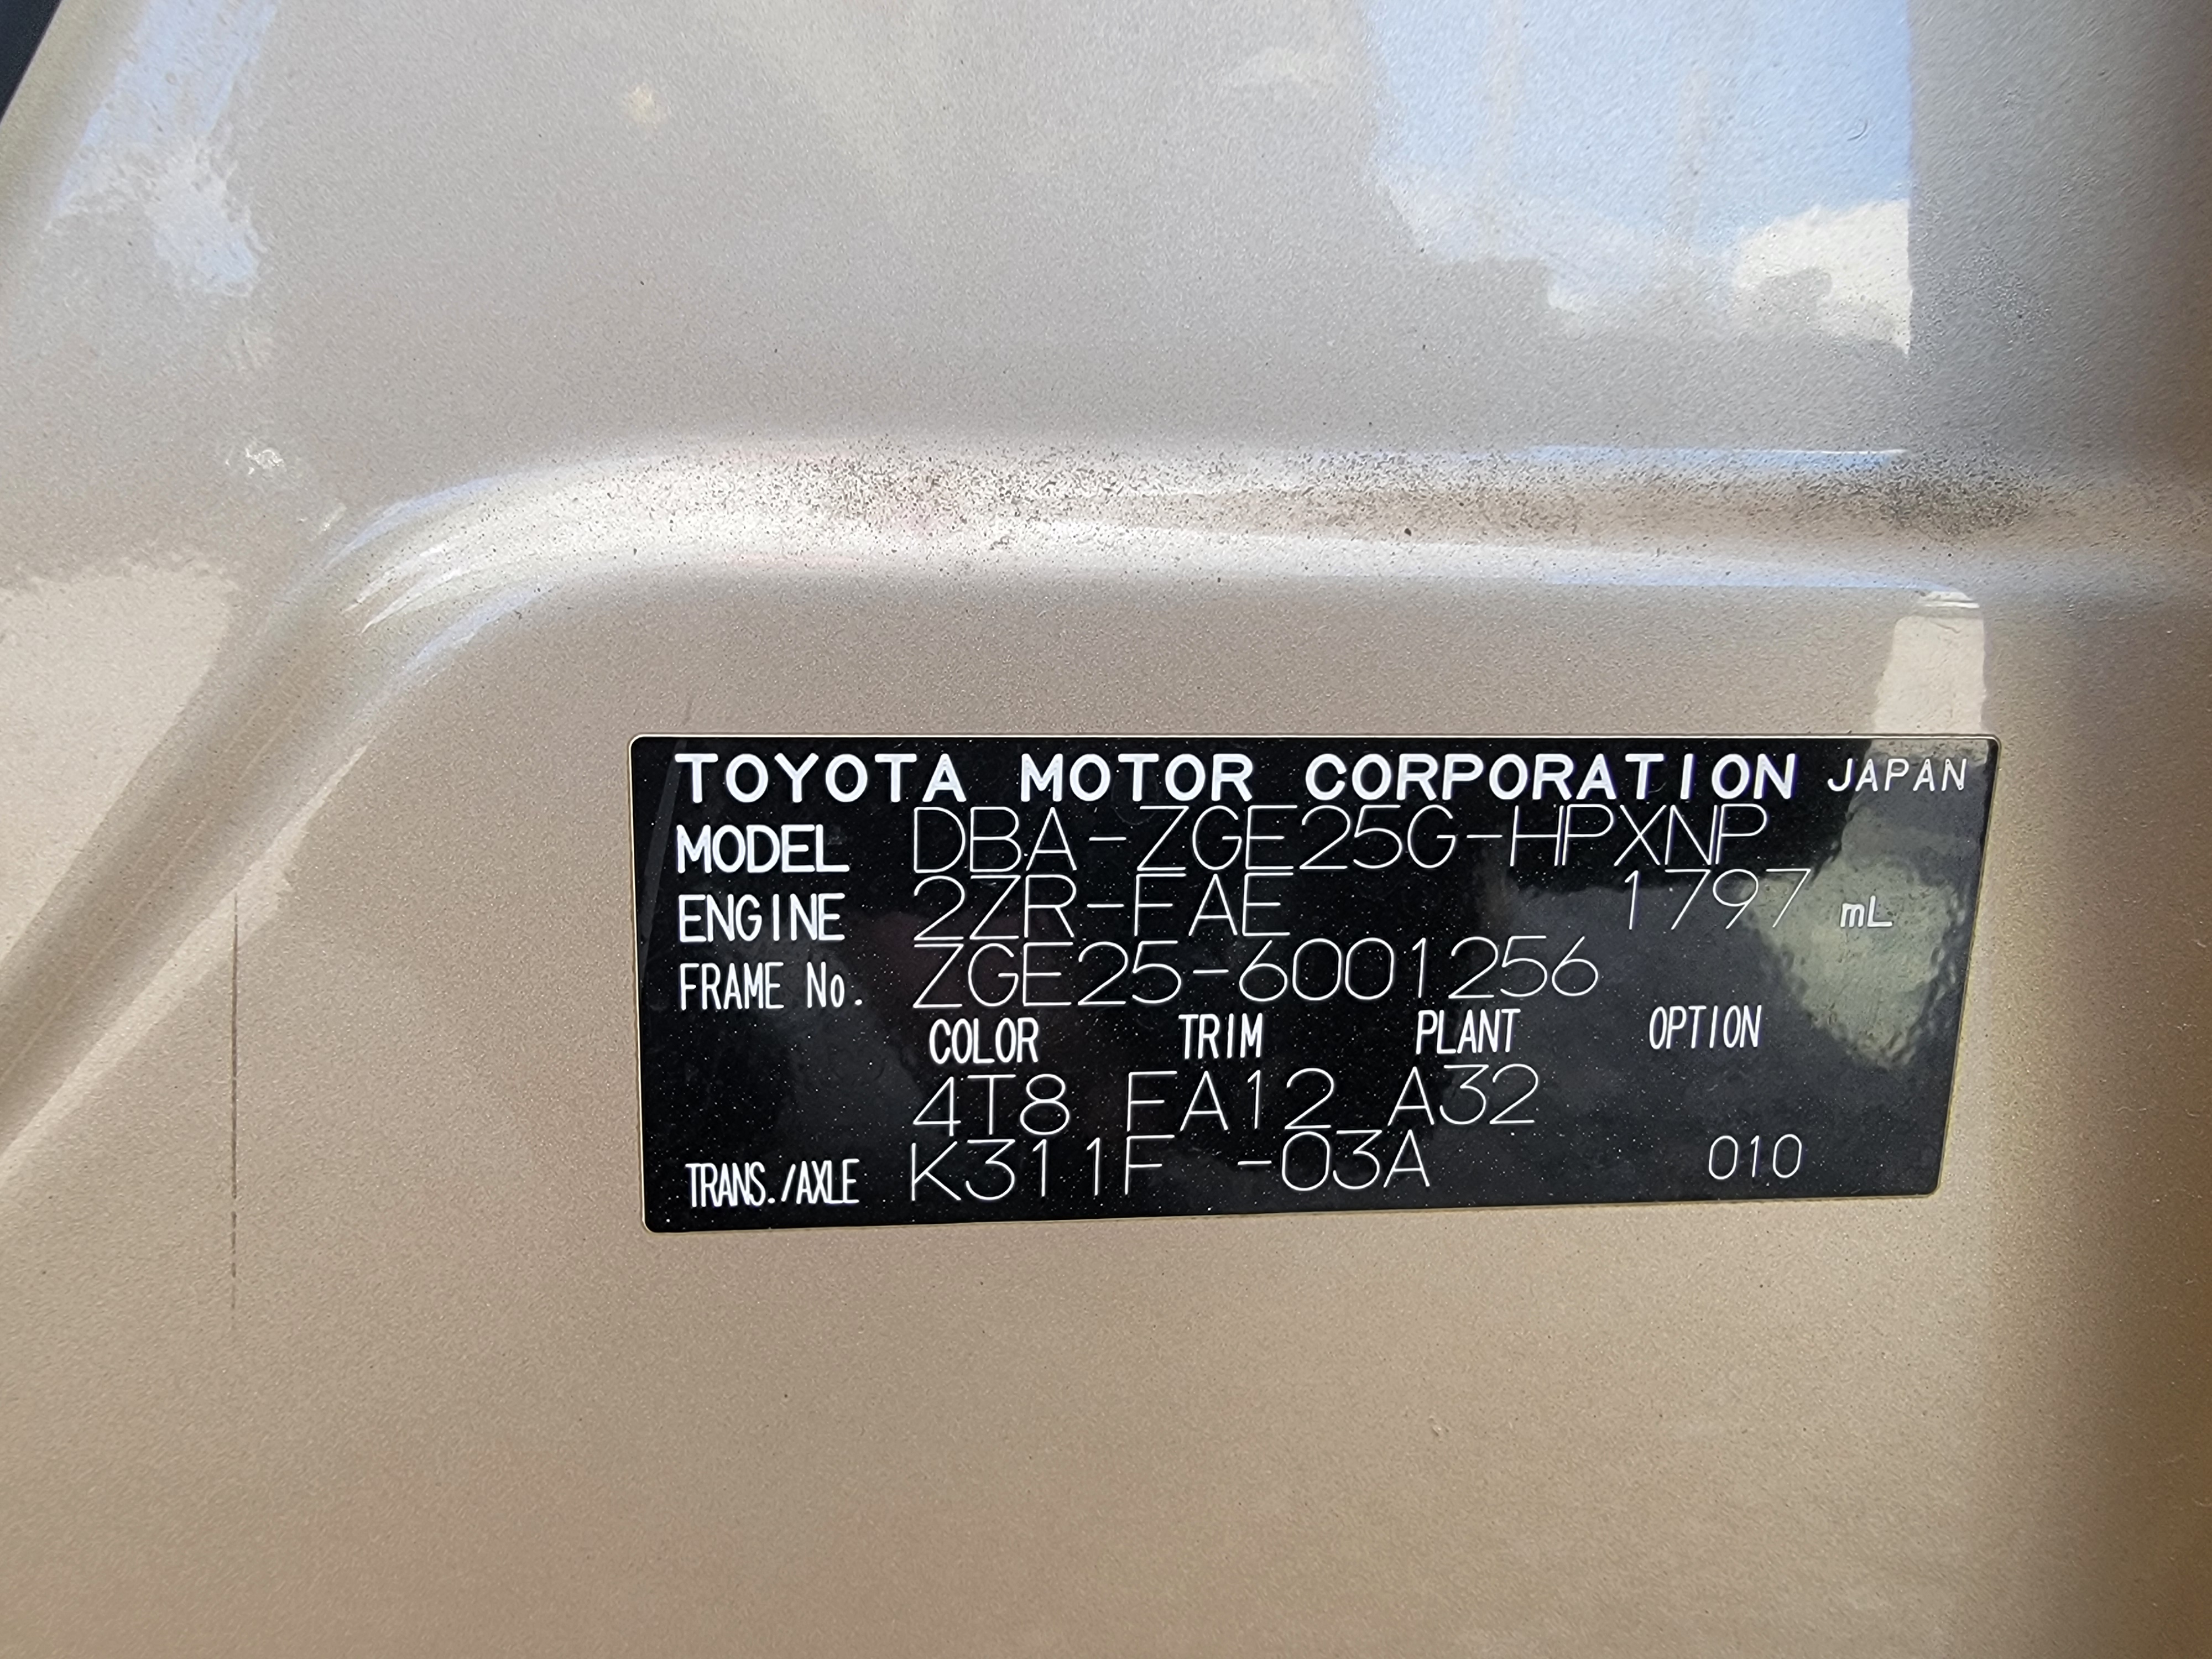 TOYOTA MOTOR CORPORATION JAPAN
MODEL DBA-ZGE25G-HPXNP
ENGINE 2ZR-FAE 1797 mL
FRAME No. ZGE25-6001256
COLOR TRIM PLANT OPTION
4T8 FA12 A32
TRANS./AXLE K311F -03A 010